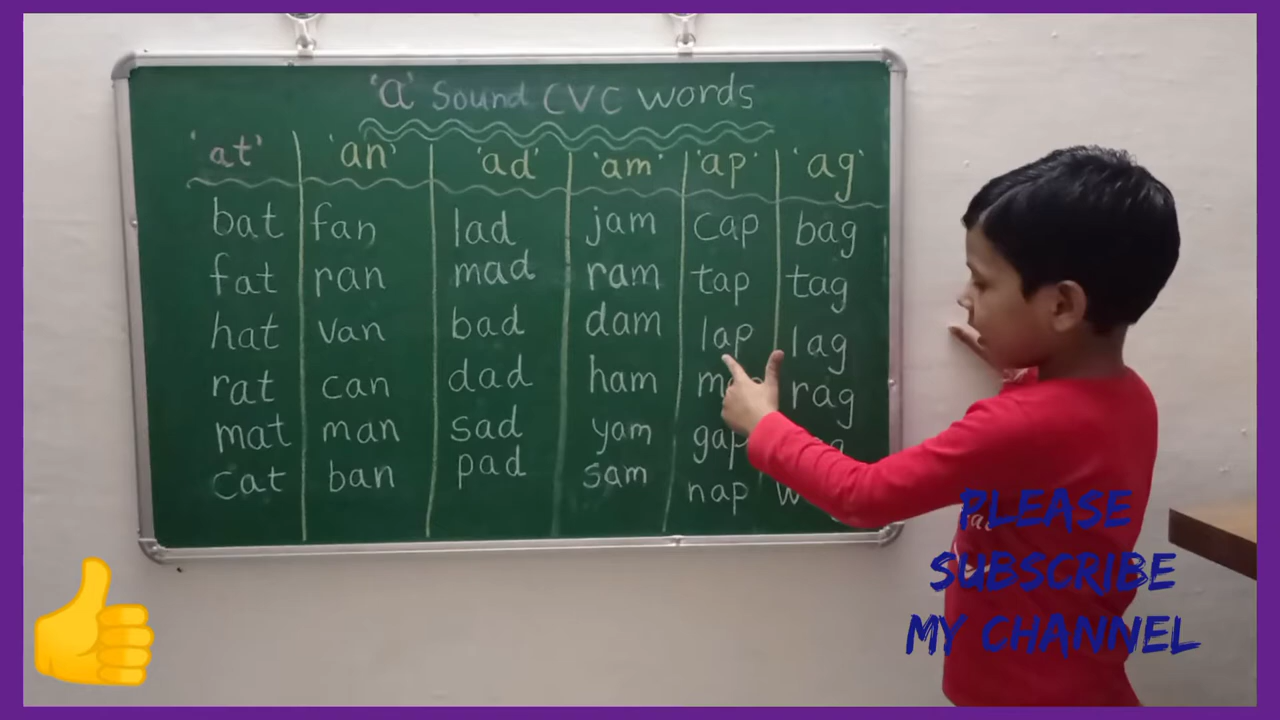 'a' Sound CVC words
'at' 'an' 'ad' 'am' 'ap' 'ag'
bat fan lad jam cap bag
fat ran mad ram tap tag
hat van bad dam lap lag
rat can dad ham rag
mat man sad yam gap
cat ban pad sam nap
PLEASE
SUBSCRIBE
MY CHANNEL